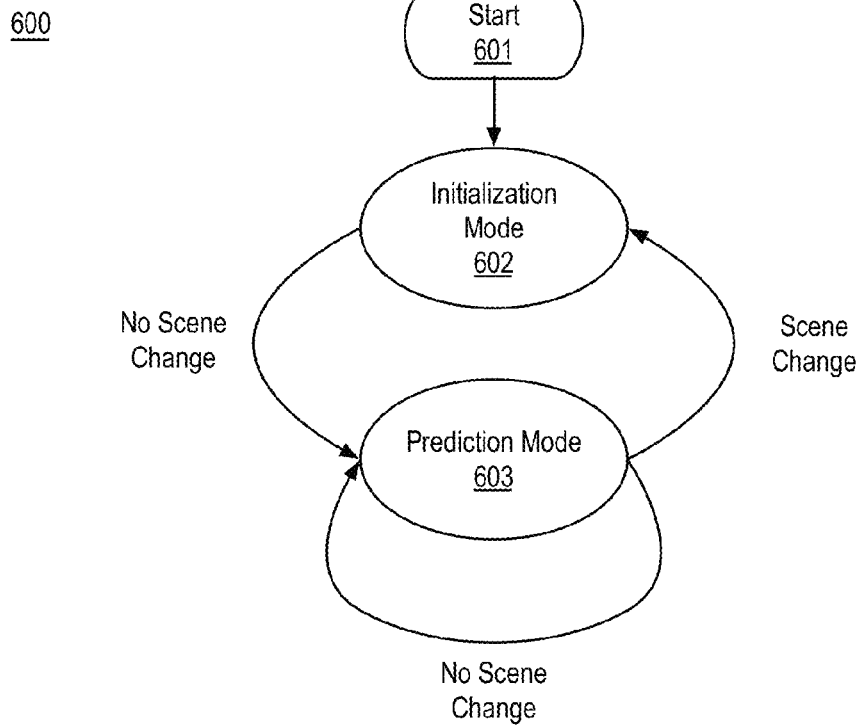 600
Start
601
Initialization
Mode
602
No Scene
Change
Scene
Change
Prediction Mode
603
No Scene
Change